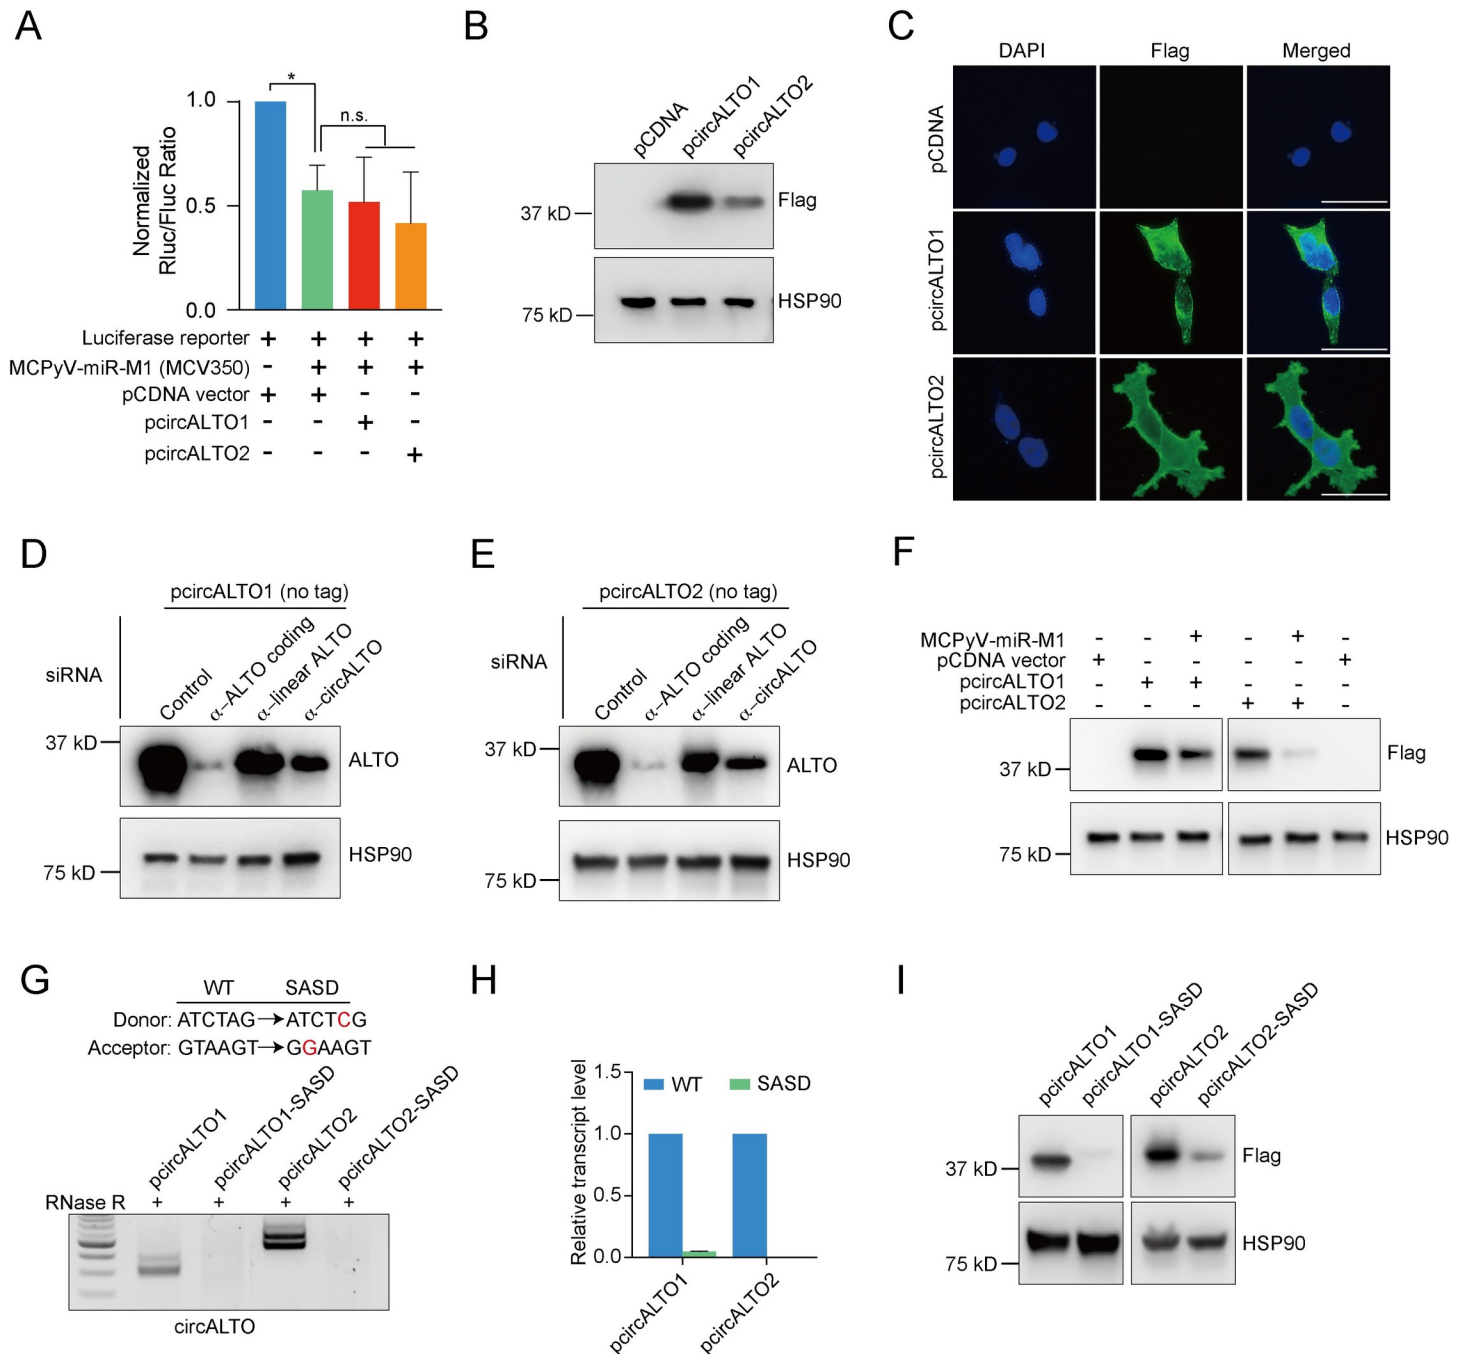 A
1.0
0.5
0.0
Normalized
Rluc/Fluc Ratio
*
n.s.
Luciferase reporter + + + +
MCPyV-miR-M1 (MCV350) - + + +
pCDNA vector + + - -
pcircALTO1 - - + -
pcircALTO2 - - - +
B
pCDNA
pcircALTO1
pcircALTO2
37 kD
Flag
75 kD
HSP90
C
DAPI Flag Merged
pCDNA
pcircALTO1
pcircALTO2
D
pcircALTO1 (no tag)
siRNA
Control
α-ALTO coding
α-linear ALTO
α-circALTO
37 kD
ALTO
75 kD
HSP90
E
pcircALTO2 (no tag)
siRNA
Control
α-ALTO coding
α-linear ALTO
α-circALTO
37 kD
ALTO
75 kD
HSP90
F
MCPyV-miR-M1 - - + - + -
pCDNA vector + - - - - +
pcircALTO1 - + + - - -
pcircALTO2 - - - + + -
37 kD
Flag
75 kD
HSP90
G
WT SASD
Donor: ATCTAG→ATCTCG
Acceptor: GTAAGT→GGAAGT
pcircALTO1
pcircALTO1-SASD
pcircALTO2
pcircALTO2-SASD
RNase R + + + +
circALTO
H
Relative transcript level
1.5
1.0
0.5
0.0
WT SASD
pcircALTO1
pcircALTO2
I
pcircALTO1
pcircALTO1-SASD
pcircALTO2
pcircALTO2-SASD
37 kD
Flag
75 kD
HSP90